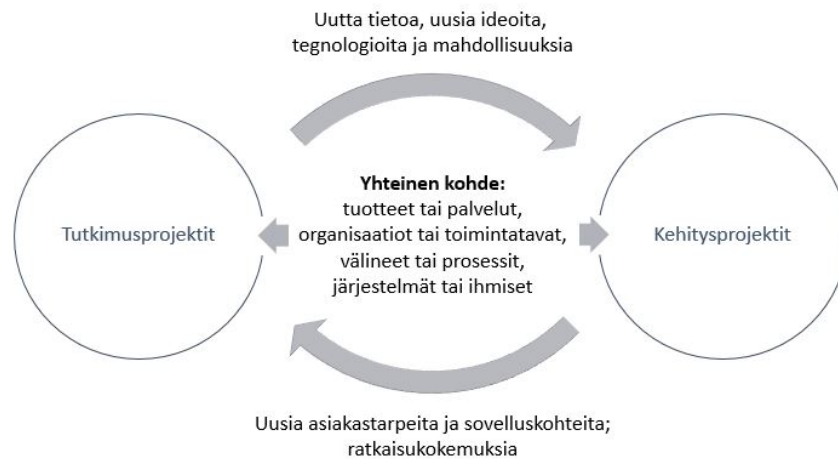 Uutta tietoa, uusia ideoita,
tegnologioita ja mahdollisuuksia
Tutkimusprojektit
Yhteinen kohde:
tuotteet tai palvelut,
organisaatiot tai toimintatavat,
välineet tai prosessit,
järjestelmät tai ihmiset
Kehitysprojektit
Uusia asiakastarpeita ja sovelluskohteita;
ratkaisukokemuksia